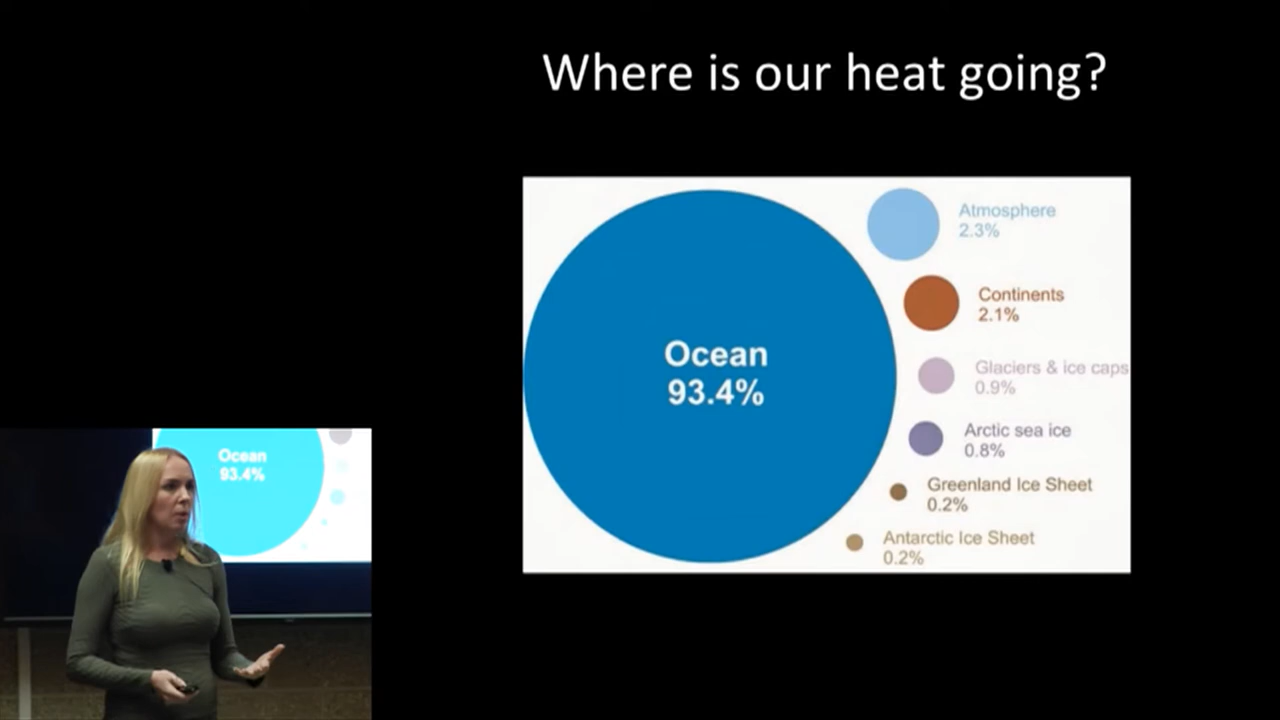 Where is our heat going?
Atmosphere
2.3%
Continents
2.1%
Ocean
93.4%
Glaciers & ice caps
0.9%
Arctic sea ice
0.8%
Greenland Ice Sheet
0.2%
Antarctic Ice Sheet
0.2%
Ocean
93.4%